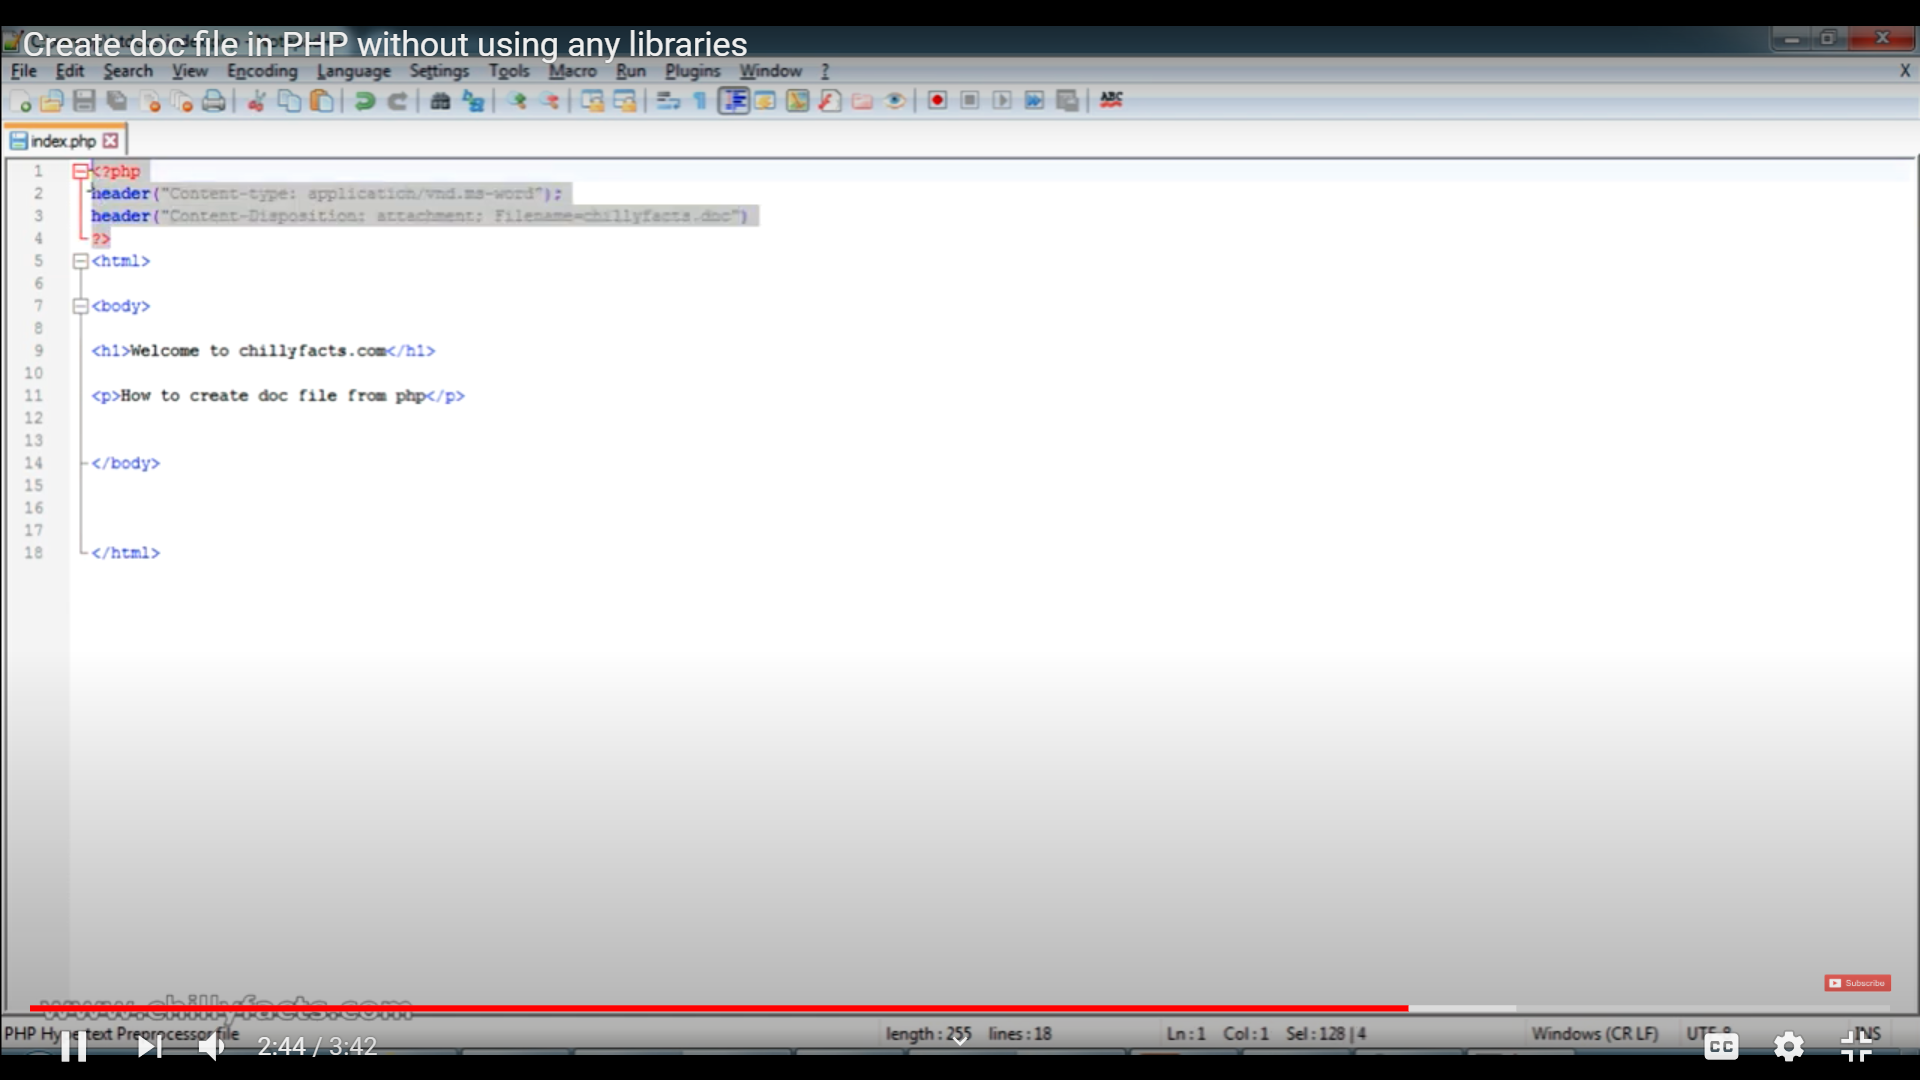 Create doc file in PHP without using any libraries
File Edit Search View Encoding Language Settings Tools Macro Run Plugins Window ?
X
ABC
index.php
1 <?php
2 header("Content-type: application/vnd.ms-word");
3 header("Content-Disposition: attachment; Filename=chillyfacts.doc")
4 ?>
5 <html>
6
7 <body>
8
9 <h1>Welcome to chillyfacts.com</h1>
10
11 <p>How to create doc file from php</p>
12
13
14 </body>
15
16
17
18 </html>
Subscribe
www.chillyfacts.com
PHP Hypertext Preprocessor file length : 255 lines : 18 Ln : 1 Col : 1 Sel : 128 | 4 Windows (CR LF) UTF-8 INS
2:44 / 3:42
CC